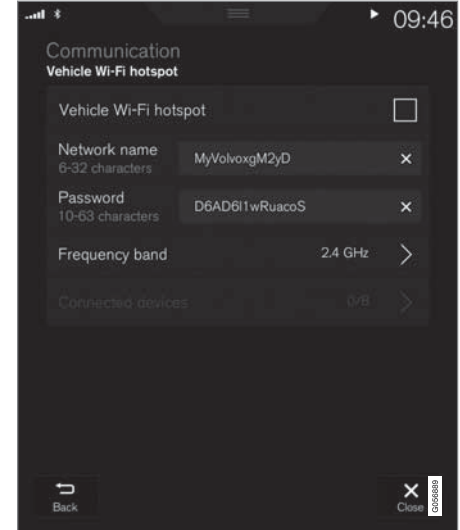 09:46
Communication
Vehicle Wi-Fi hotspot
Vehicle Wi-Fi hotspot
Network name
6-32 characters
MyVolvoxgM2yD
Password
10-63 characters
D6AD6l1wRuacoS
Frequency band
2.4 GHz
Connected devices
0/8
Back
Close
G056889